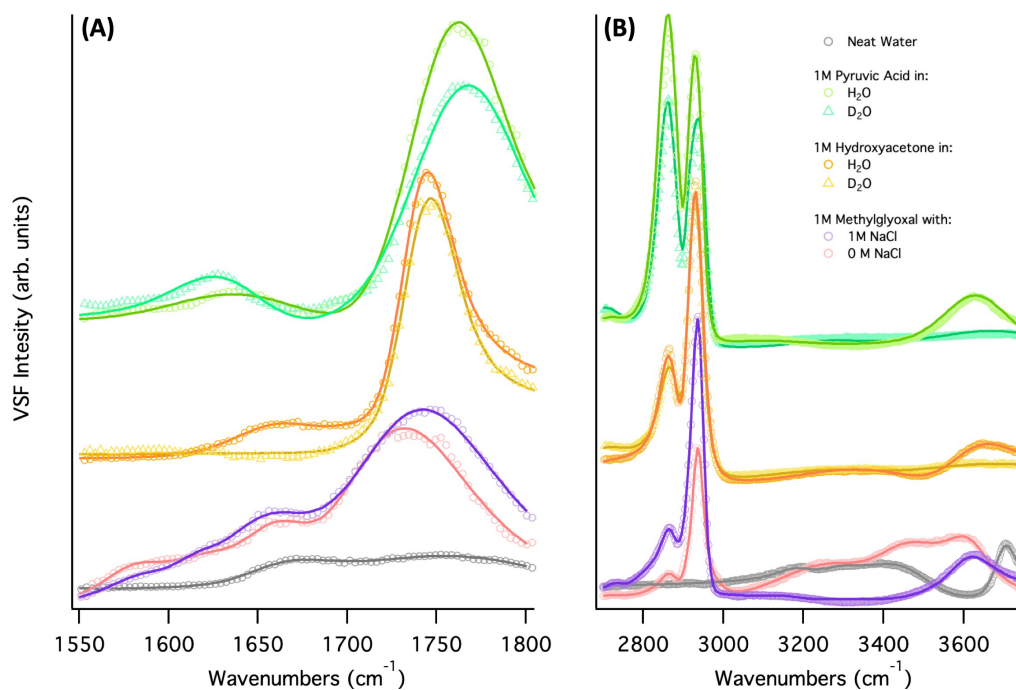 (A)
(B)
Neat Water
1M Pyruvic Acid in:
H2O
D2O
1M Hydroxyacetone in:
H2O
D2O
1M Methylglyoxal with:
1M NaCl
0 M NaCl
VSF Intesity (arb. units)
1550 1600 1650 1700 1750 1800
2800 3000 3200 3400 3600
Wavenumbers (cm-1)
Wavenumbers (cm-1)